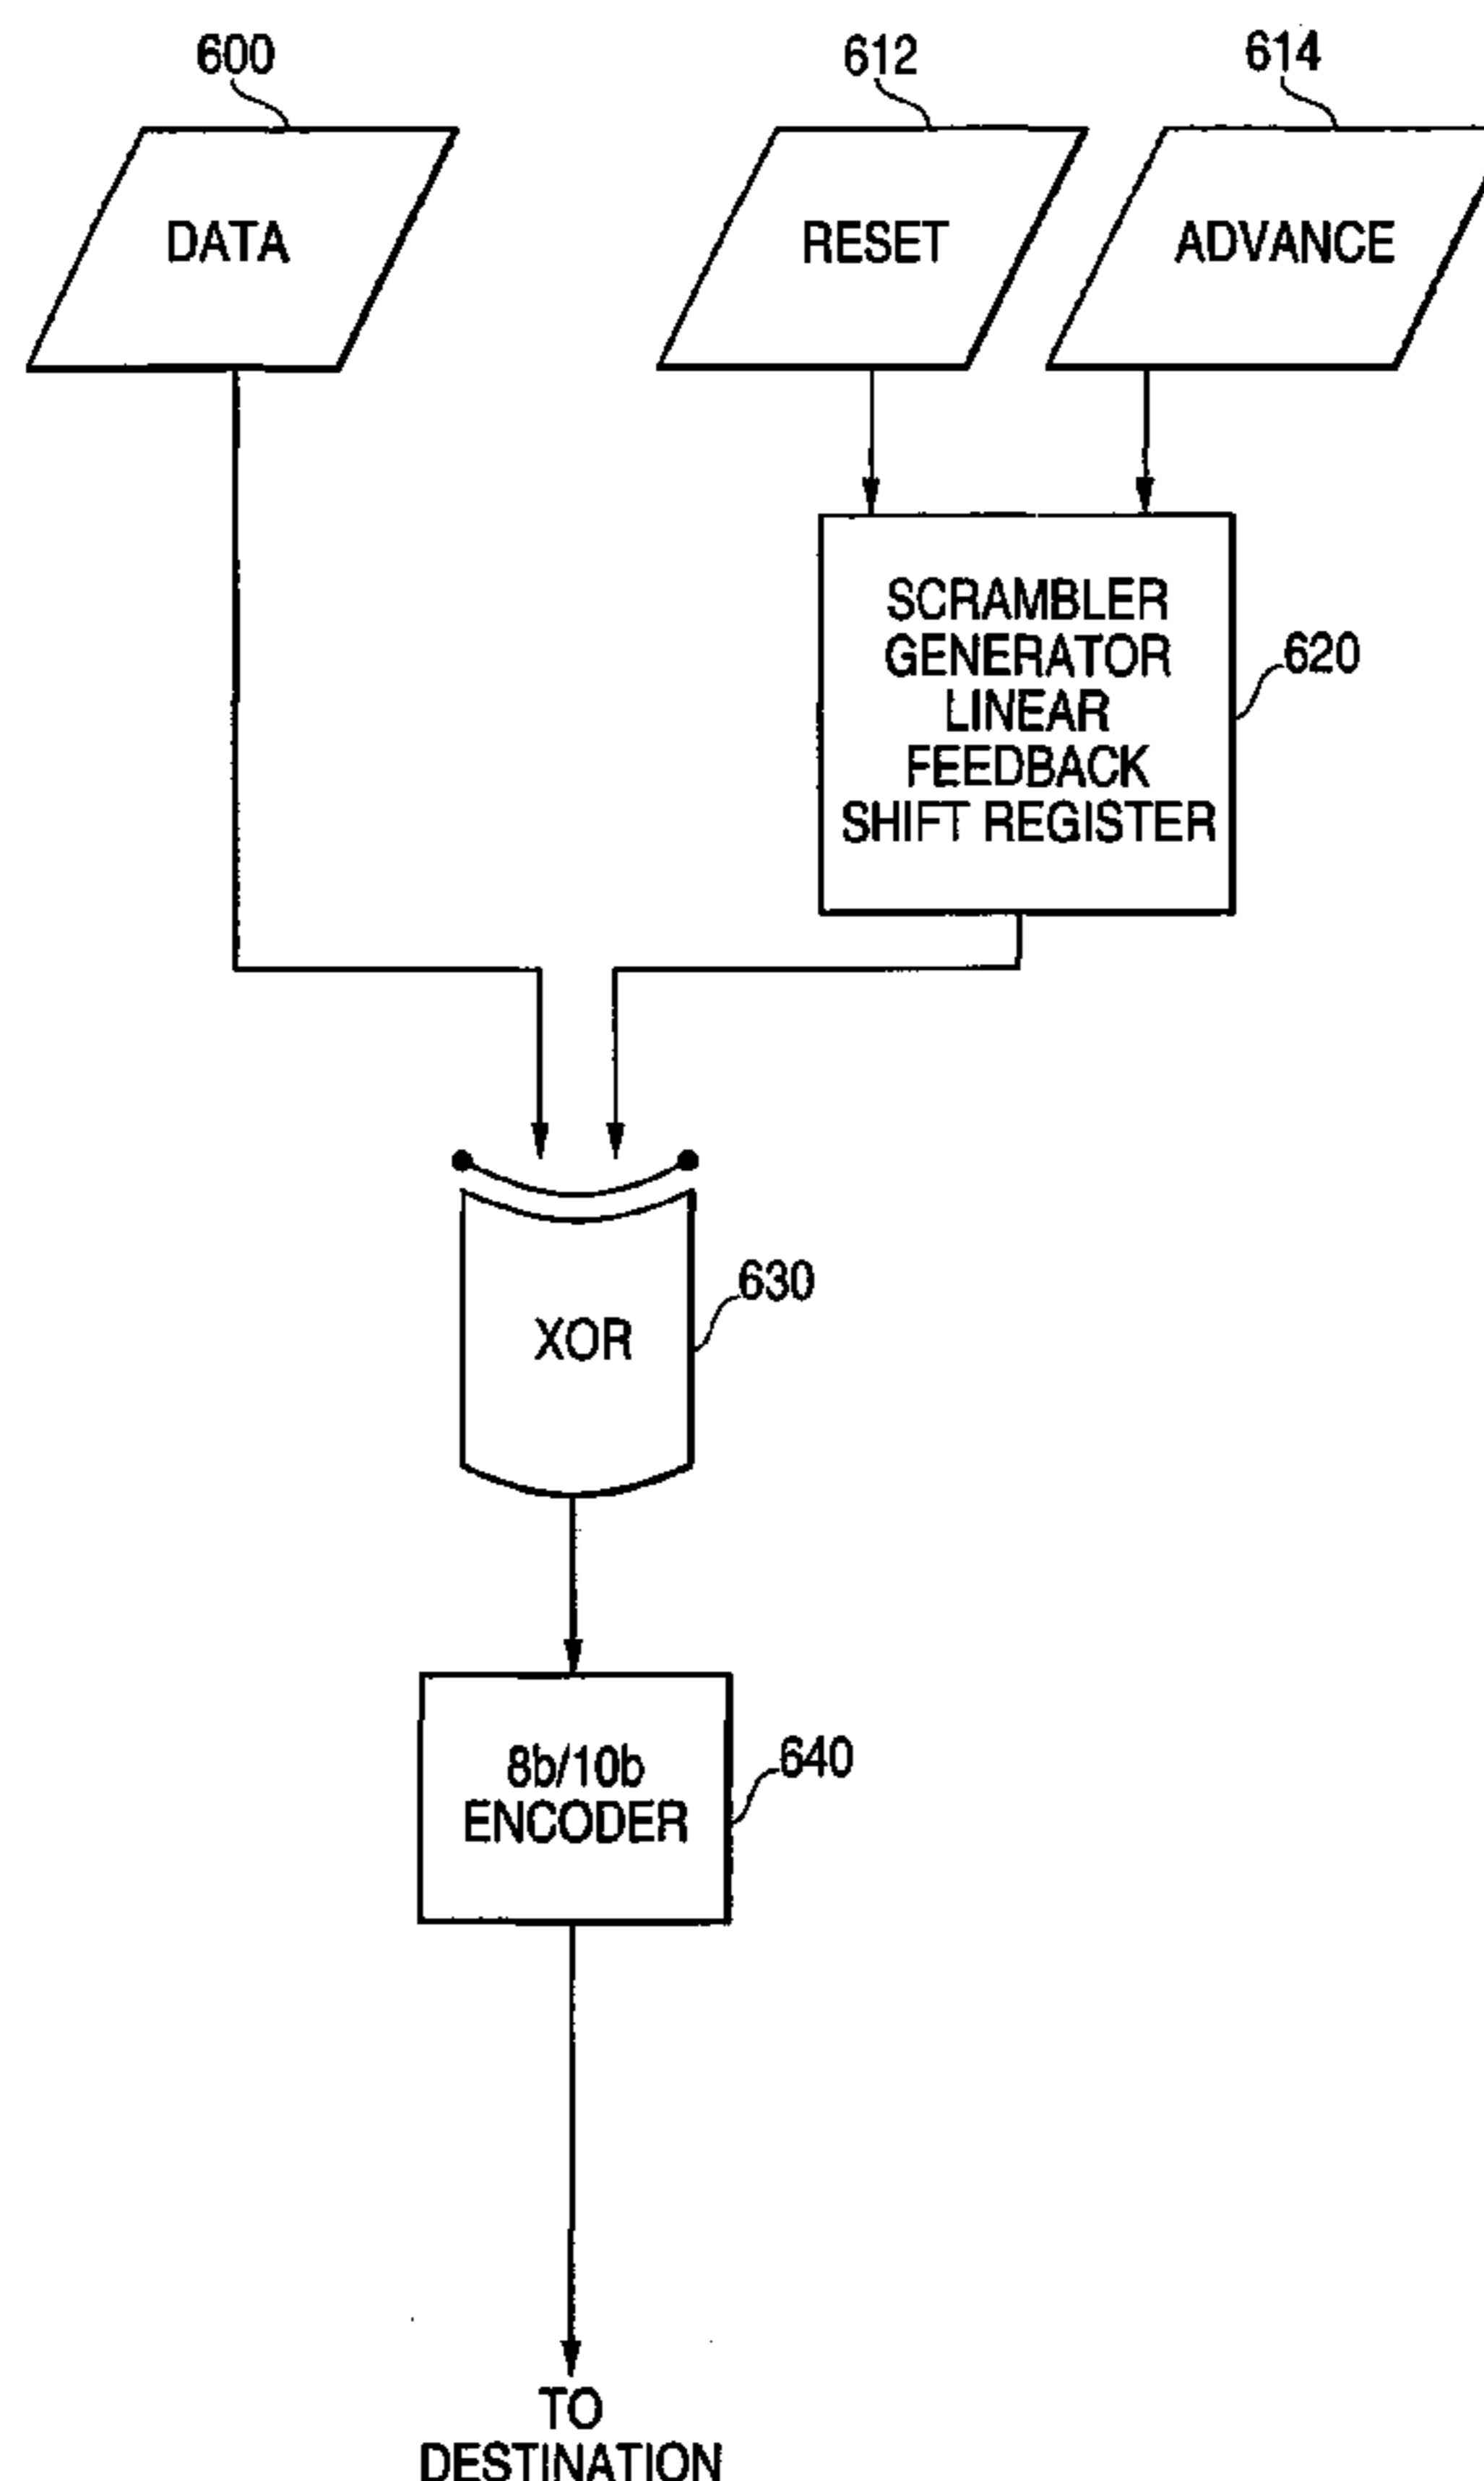 600
612
614
DATA
RESET
ADVANCE
SCRAMBLER
GENERATOR
LINEAR
FEEDBACK
SHIFT REGISTER
620
630
XOR
8b/10b
ENCODER
640
TO
DESTINATION